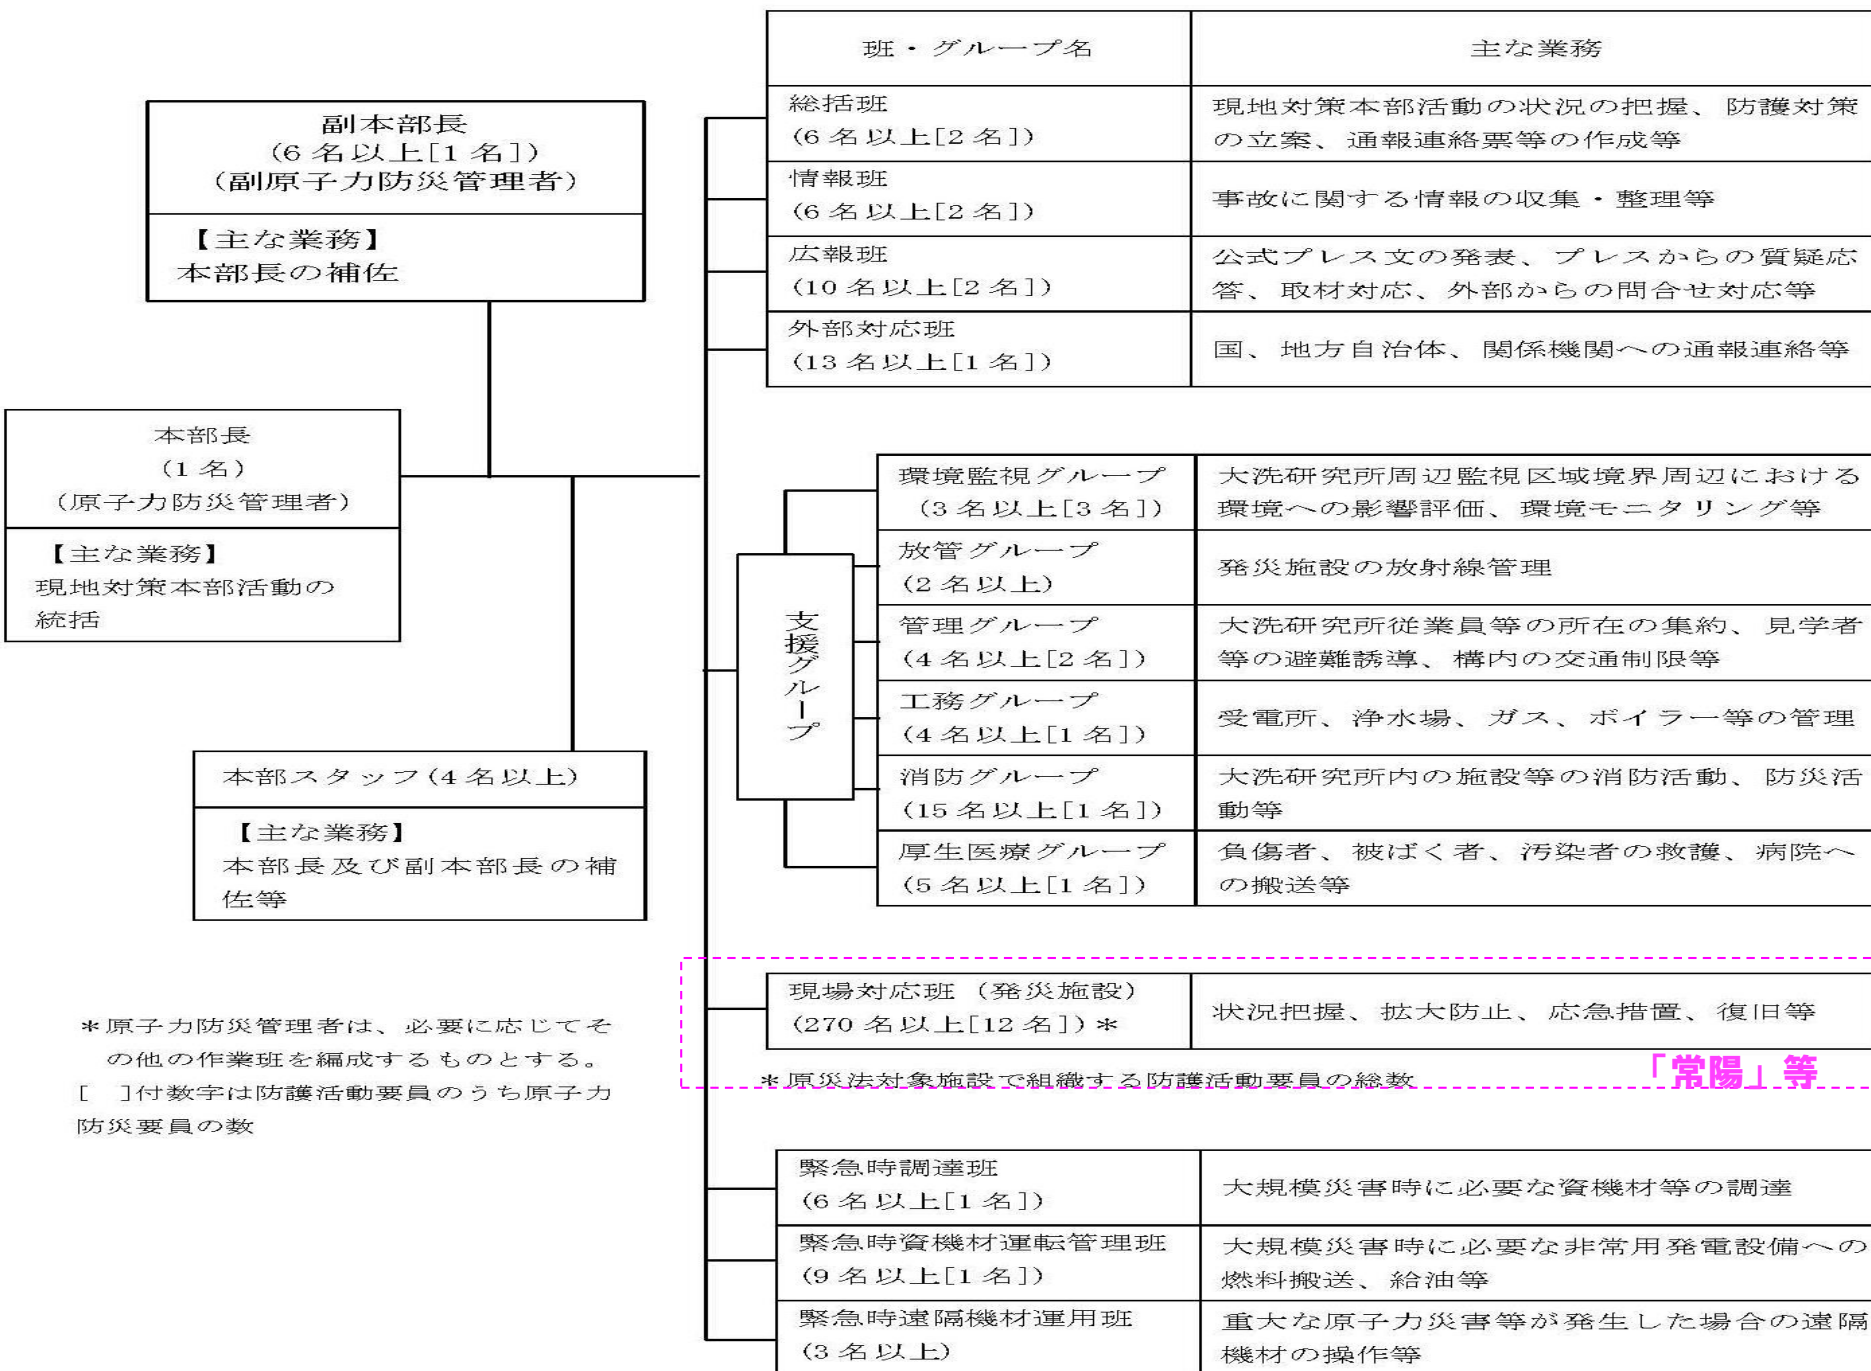 班・グループ名
主な業務
総括班
(6名以上[2名])
現地対策本部活動の状況の把握、防護対策
の立案、通報連絡票等の作成等
情報班
(6名以上[2名])
事故に関する情報の収集・整理等
広報班
(10名以上[2名])
公式プレス文の発表、プレスからの質疑応
答、取材対応、外部からの問合せ対応等
外部対応班
(13名以上[1名])
国、地方自治体、関係機関への通報連絡等
副本部長
(6名以上[1名])
(副原子力防災管理者)
【主な業務】
本部長の補佐
本部長
(1名)
(原子力防災管理者)
【主な業務】
現地対策本部活動の
統括
本部スタッフ(4名以上)
【主な業務】
本部長及び副本部長の補
佐等
支援グループ
環境監視グループ
(3名以上[3名])
大洗研究所周辺監視区域境界周辺における
環境への影響評価、環境モニタリング等
放管グループ
(2名以上)
発災施設の放射線管理
管理グループ
(4名以上[2名])
大洗研究所従業員等の所在の集約、見学者
等の避難誘導、構内の交通制限等
工務グループ
(4名以上[1名])
受電所、浄水場、ガス、ボイラー等の管理
消防グループ
(15名以上[1名])
大洗研究所内の施設等の消防活動、防災活
動等
厚生医療グループ
(5名以上[1名])
負傷者、被ばく者、汚染者の救護、病院へ
の搬送等
現場対応班(発災施設)
(270名以上[12名])＊
状況把握、拡大防止、応急措置、復旧等
「常陽」等
＊原災法対象施設で組織する防護活動要員の総数
＊原子力防災管理者は、必要に応じてそ
の他の作業班を編成するものとする。
[　]付数字は防護活動要員のうち原子力
防災要員の数
緊急時調達班
(6名以上[1名])
大規模災害時に必要な資機材等の調達
緊急時資機材運転管理班
(9名以上[1名])
大規模災害時に必要な非常用発電設備への
燃料搬送、給油等
緊急時遠隔機材運用班
(3名以上)
重大な原子力災害等が発生した場合の遠隔
機材の操作等